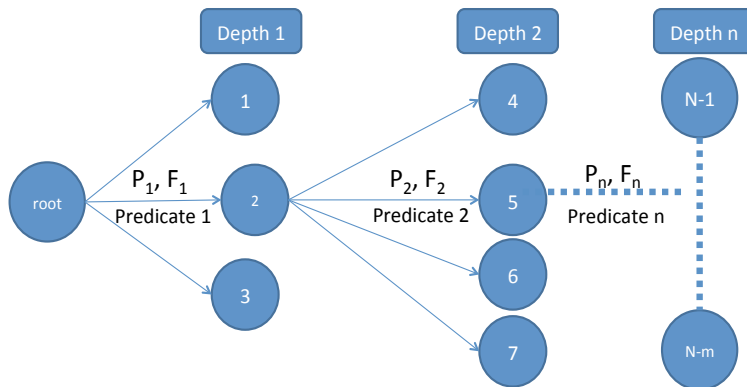 Depth 1
Depth 2
Depth n
1
4
N-1
P₁, F₁
P₂, F₂
Pₙ, Fₙ
root
2
5
Predicate 1
Predicate 2
Predicate n
6
3
7
N-m